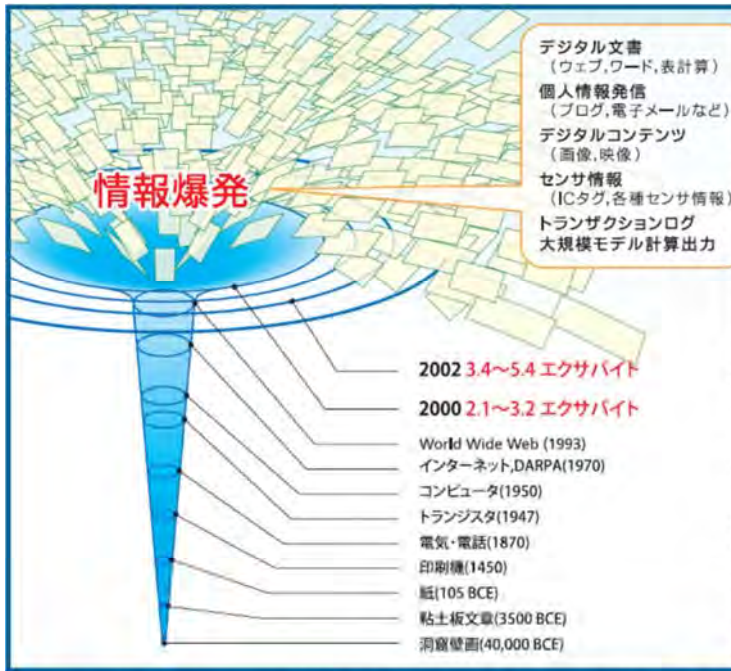 デジタル文書
(ウェブ,ワード,表計算)
個人情報発信
(ブログ,電子メールなど)
デジタルコンテンツ
(画像,映像)
センサ情報
(ICタグ,各種センサ情報)
トランザクションログ
大規模モデル計算出力
情報爆発
2002 3.4～5.4 エクサバイト
2000 2.1～3.2 エクサバイト
World Wide Web (1993)
インターネット,DARPA(1970)
コンピュータ(1950)
トランジスタ(1947)
電気・電話(1870)
印刷機(1450)
紙(105 BCE)
粘土板文章(3500 BCE)
洞窟壁画(40,000 BCE)